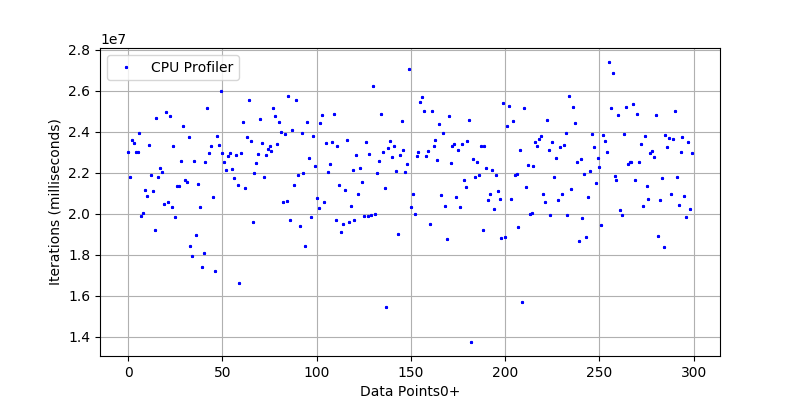 1e7
CPU Profiler
2.8
2.6
2.4
2.2
2.0
1.8
1.6
1.4
Iterations (milliseconds)
0 50 100 150 200 250 300
Data Points0+